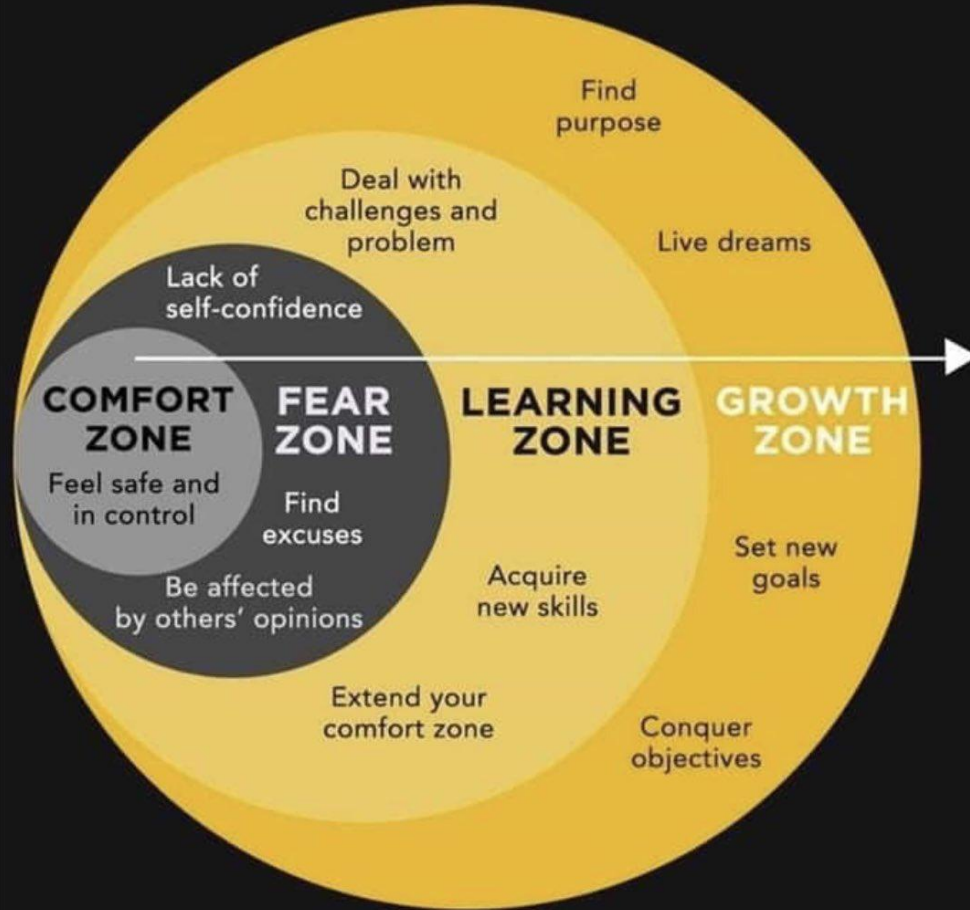 Find
purpose
Deal with
challenges and
problem
Live dreams
Lack of
self-confidence
COMFORT
ZONE
Feel safe and
in control
FEAR
ZONE
Find
excuses
Be affected
by others' opinions
LEARNING
ZONE
Acquire
new skills
Extend your
comfort zone
GROWTH
ZONE
Set new
goals
Conquer
objectives